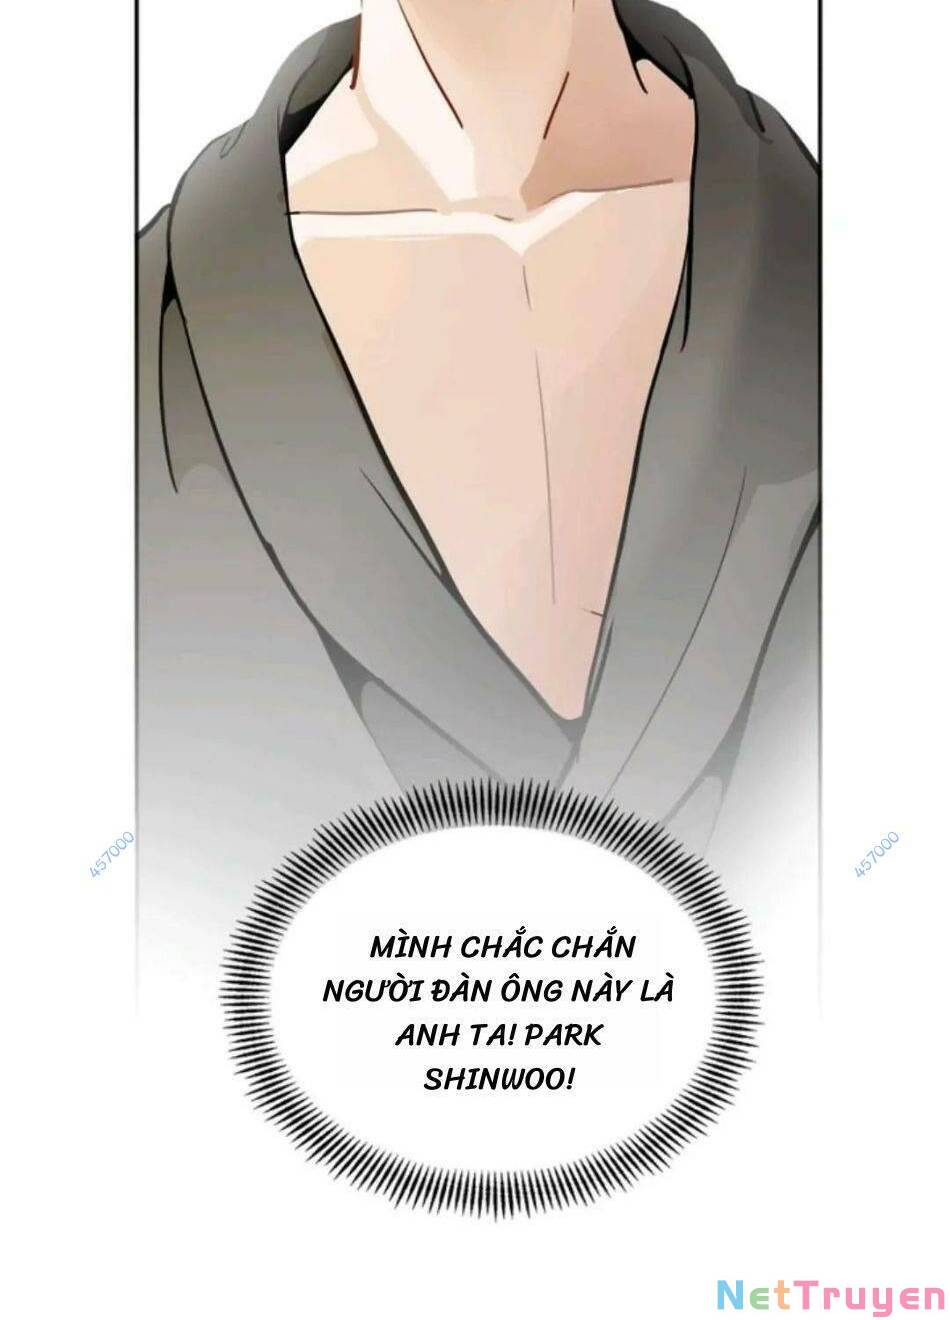 457000
457000
MÌNH CHẮC CHẮN
NGƯỜI ĐÀN ÔNG NÀY LÀ
ANH TA! PARK
SHINWOO!
NetTruyen